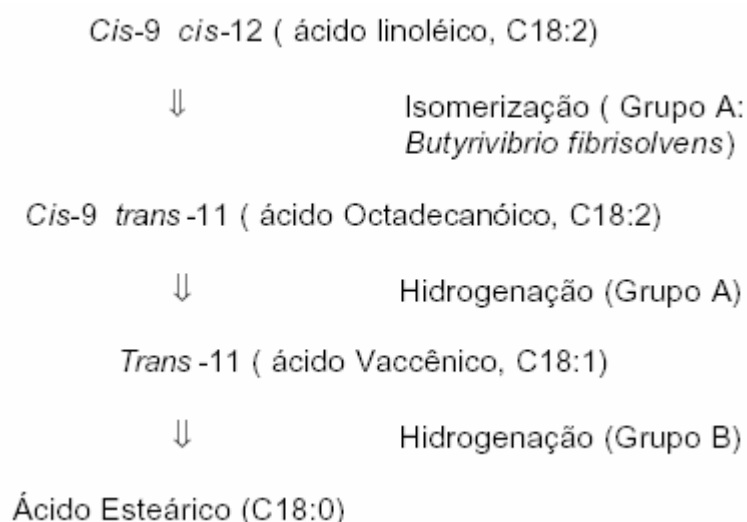 Cis-9 cis-12 ( ácido linoléico, C18:2)
⇓ Isomerização ( Grupo A:
Butyrivibrio fibrisolvens)
Cis-9 trans-11 ( ácido Octadecanóico, C18:2)
⇓ Hidrogenação (Grupo A)
Trans-11 ( ácido Vaccênico, C18:1)
⇓ Hidrogenação (Grupo B)
Ácido Esteárico (C18:0)